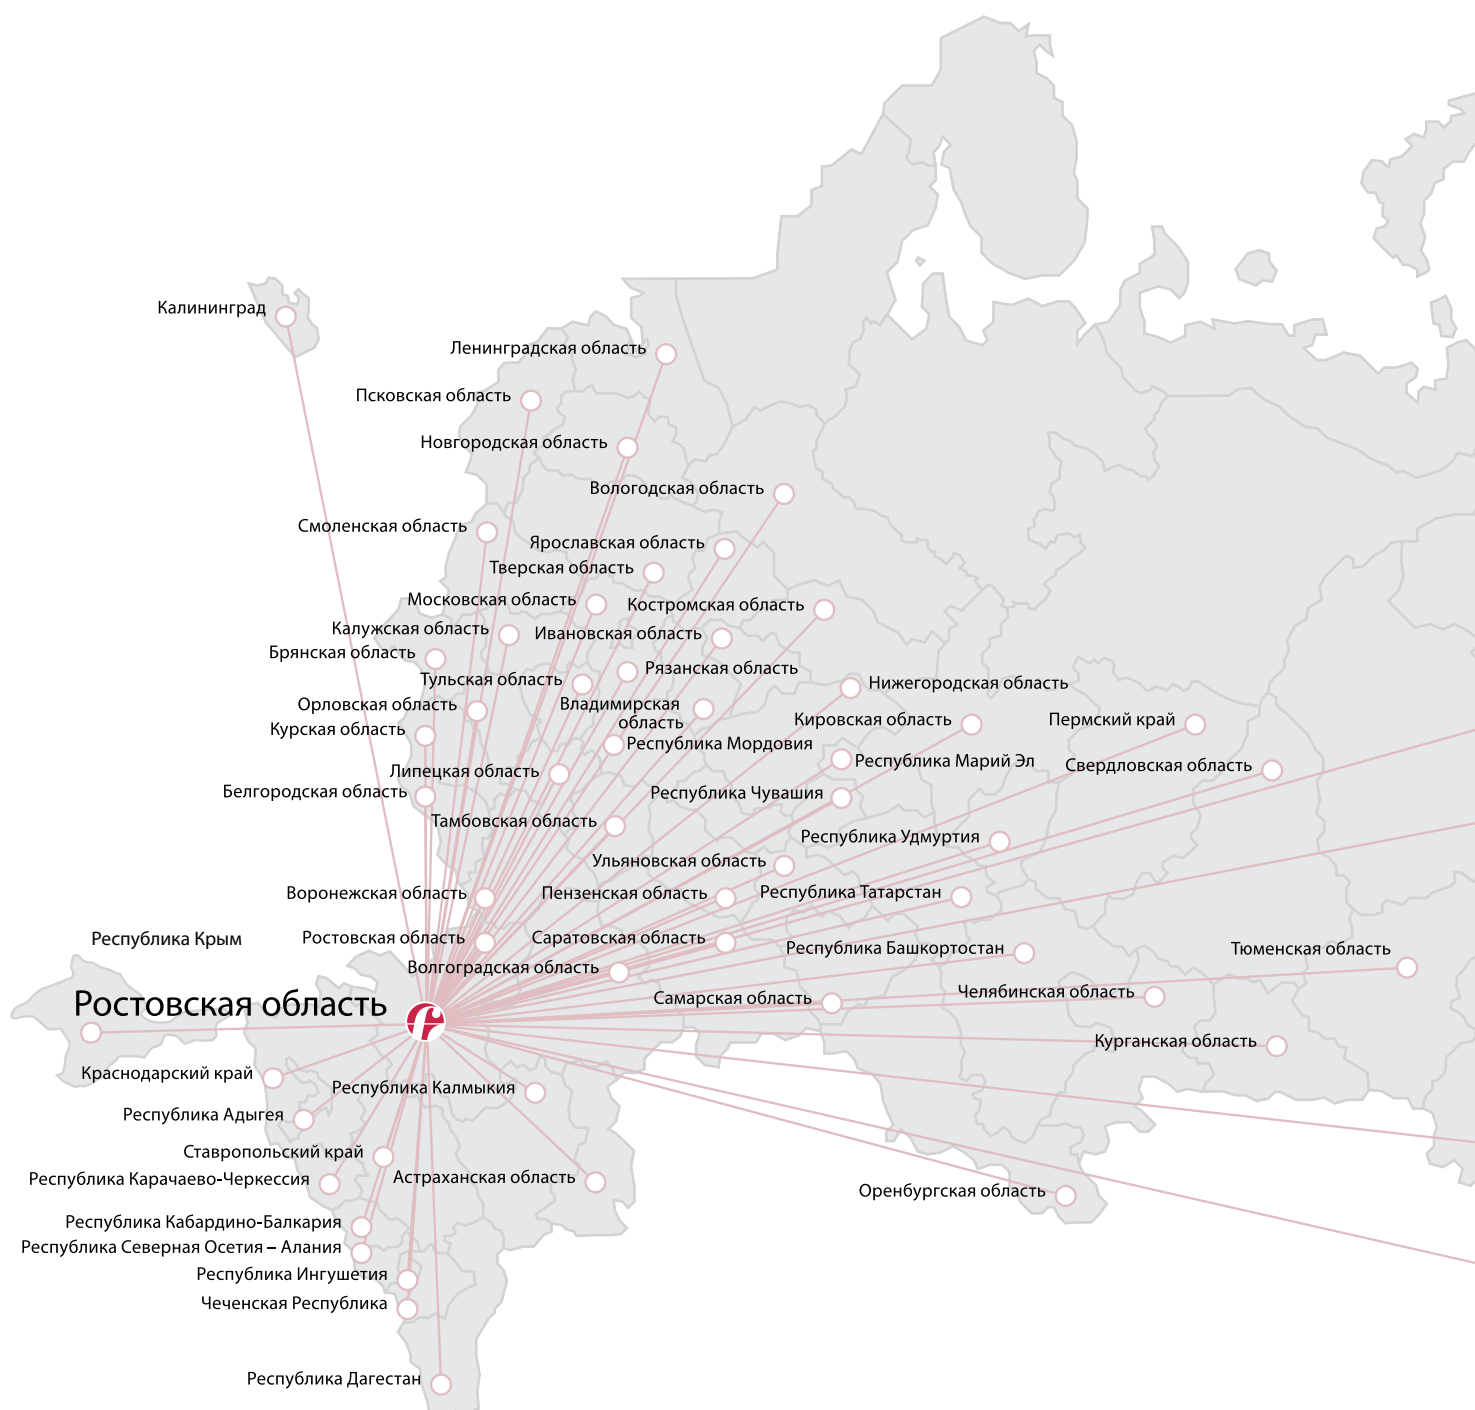 Калининград
Ленинградская область
Псковская область
Новгородская область
Вологодская область
Смоленская область
Ярославская область
Тверская область
Московская область
Костромская область
Калужская область
Ивановская область
Брянская область
Рязанская область
Тульская область
Нижегородская область
Орловская область
Владимирская
область
Кировская область
Пермский край
Курская область
Республика Мордовия
Республика Марий Эл
Свердловская область
Липецкая область
Белгородская область
Республика Чувашия
Тамбовская область
Республика Удмуртия
Ульяновская область
Воронежская область
Пензенская область
Республика Татарстан
Республика Крым
Ростовская область
Саратовская область
Республика Башкортостан
Тюменская область
Волгоградская область
Ростовская область
Самарская область
Челябинская область
Курганская область
Краснодарский край
Республика Калмыкия
Республика Адыгея
Ставропольский край
Республика Карачаево-Черкессия
Астраханская область
Оренбургская область
Республика Кабардино-Балкария
Республика Северная Осетия – Алания
Республика Ингушетия
Чеченская Республика
Республика Дагестан